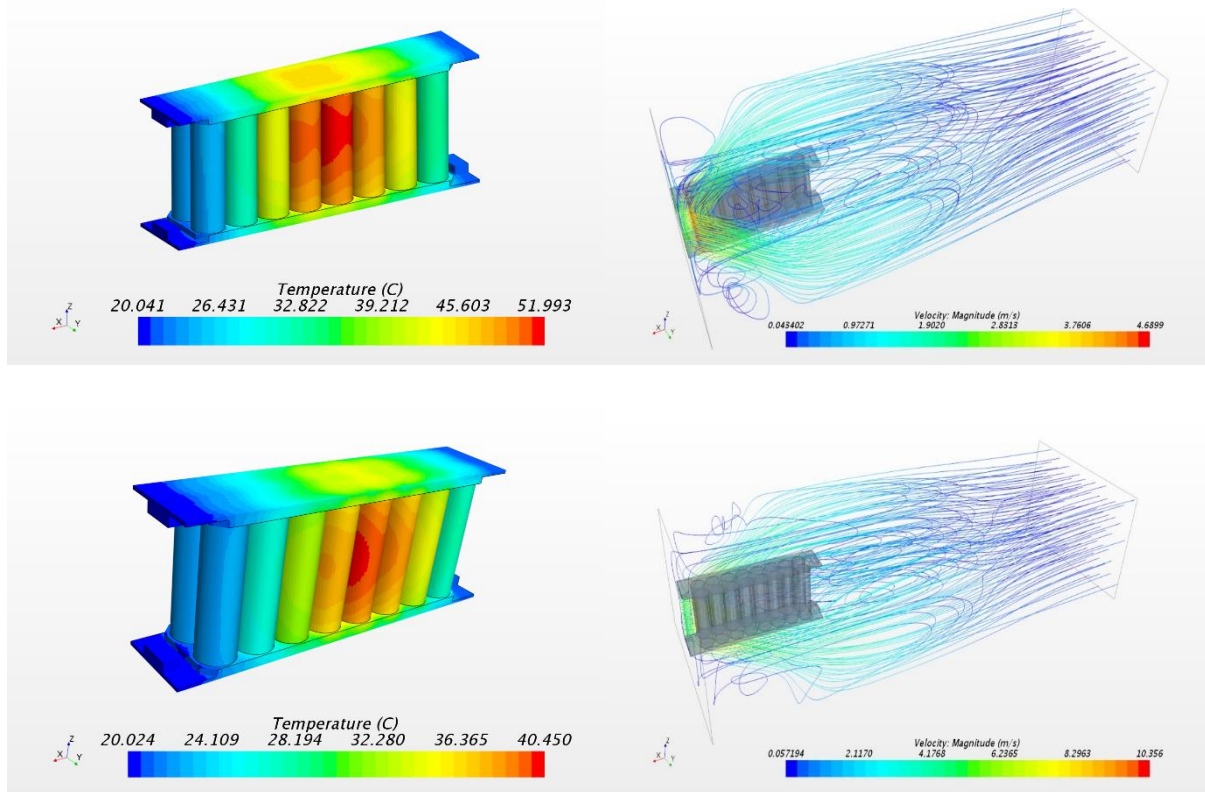 Temperature (C)
20.041 26.431 32.822 39.212 45.603 51.993
Z
X Y
Velocity: Magnitude (m/s)
0.043402 0.97271 1.9020 2.8313 3.7606 4.6899
Z
X Y
Temperature (C)
20.024 24.109 28.194 32.280 36.365 40.450
Z
X Y
Velocity: Magnitude (m/s)
0.057194 2.1170 4.1768 6.2365 8.2963 10.356
Z
X Y